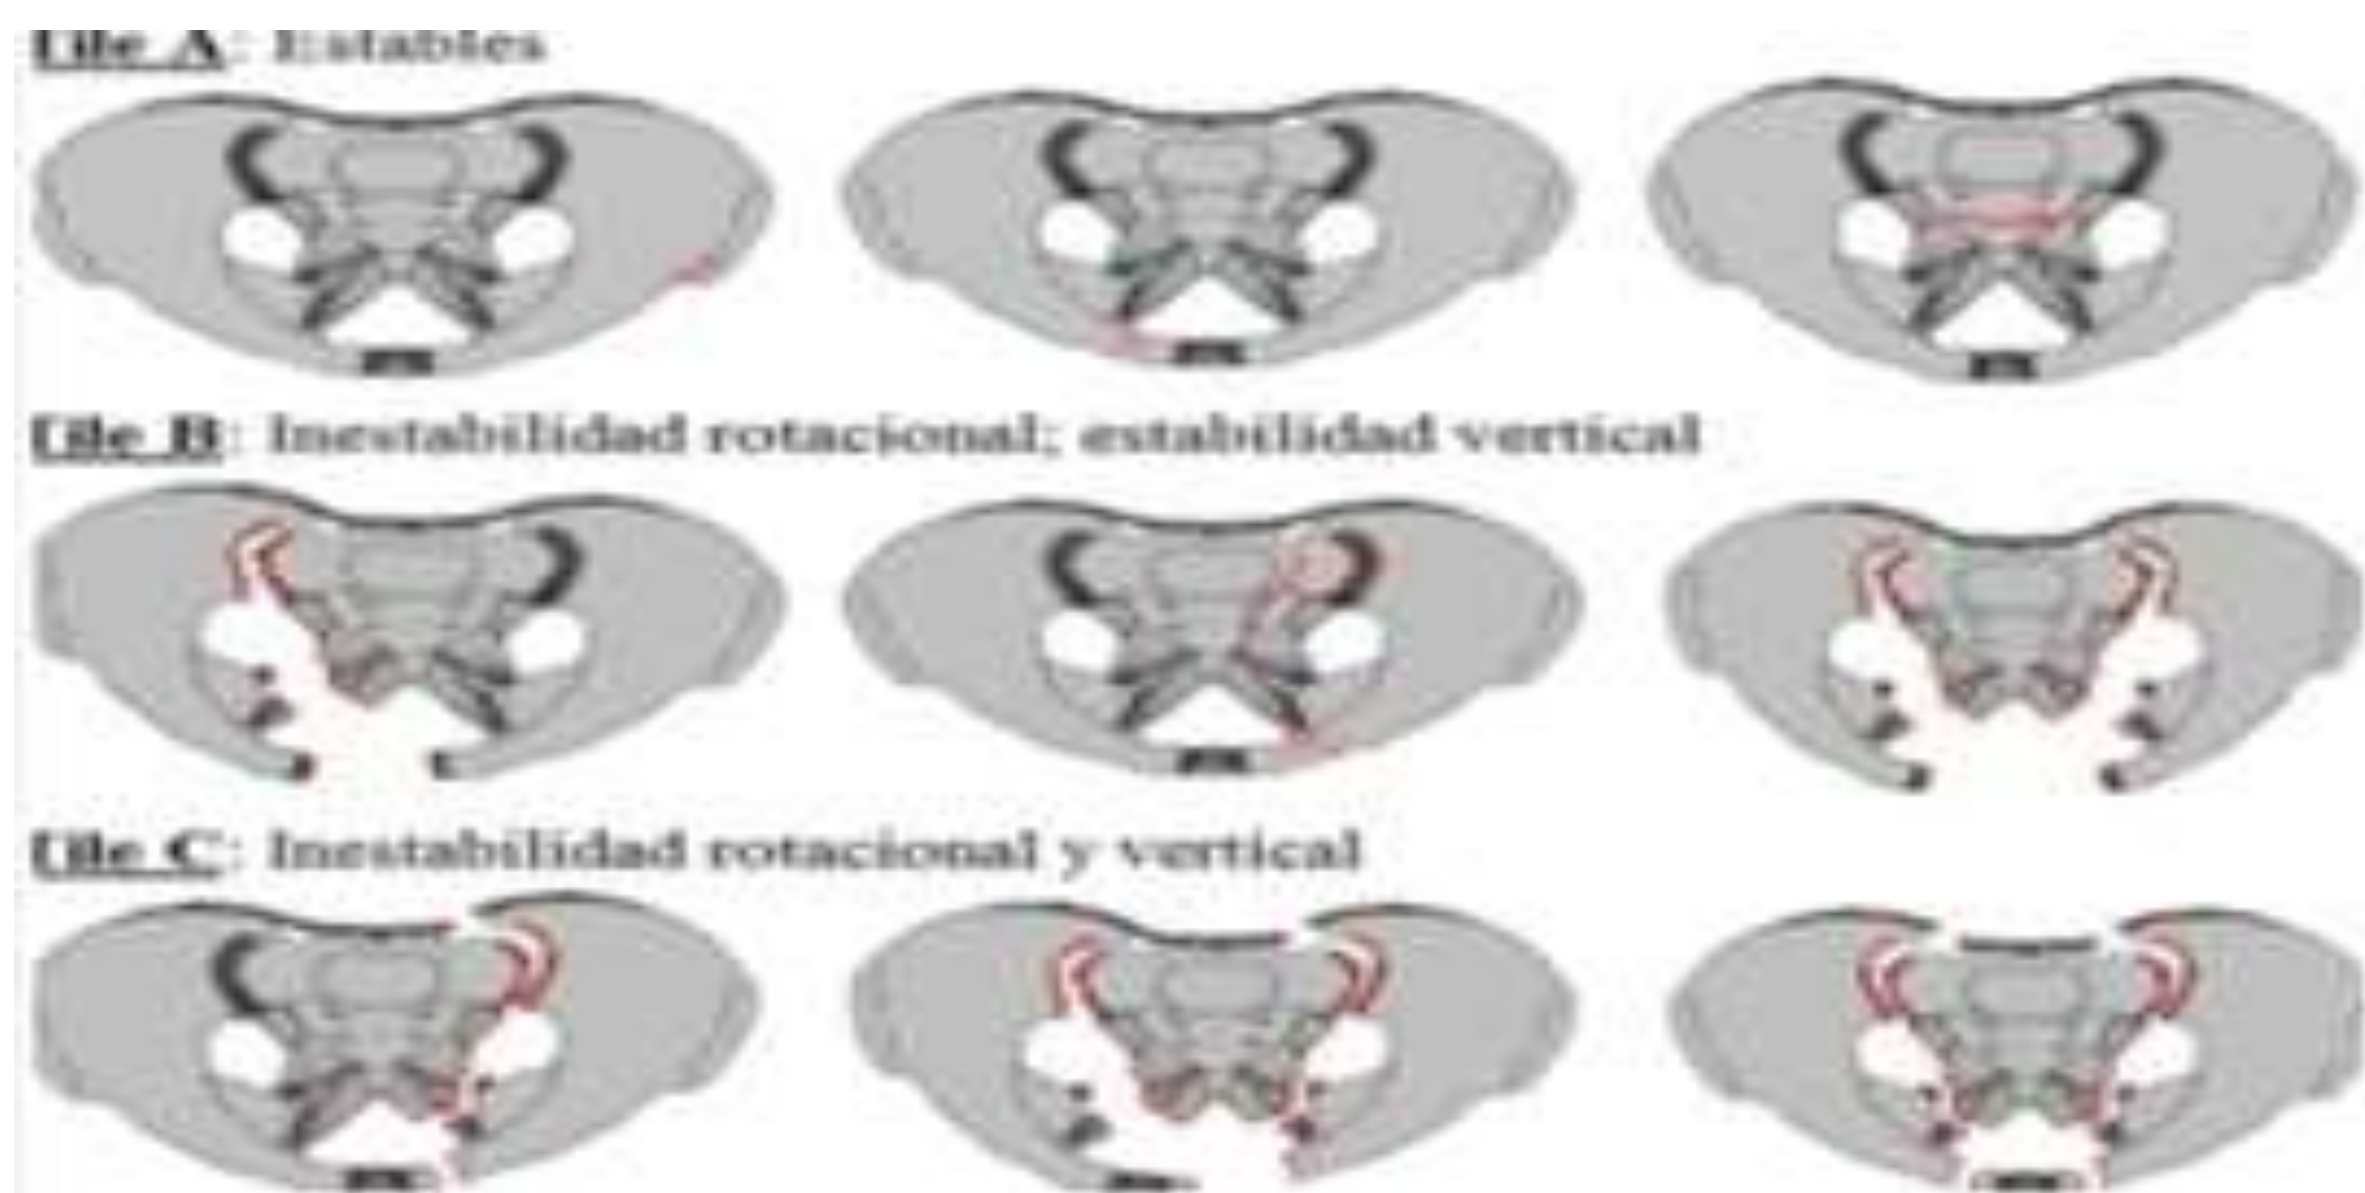 Tile A: Estables
Tile B: Inestabilidad rotacional; estabilidad vertical
Tile C: Inestabilidad rotacional y vertical